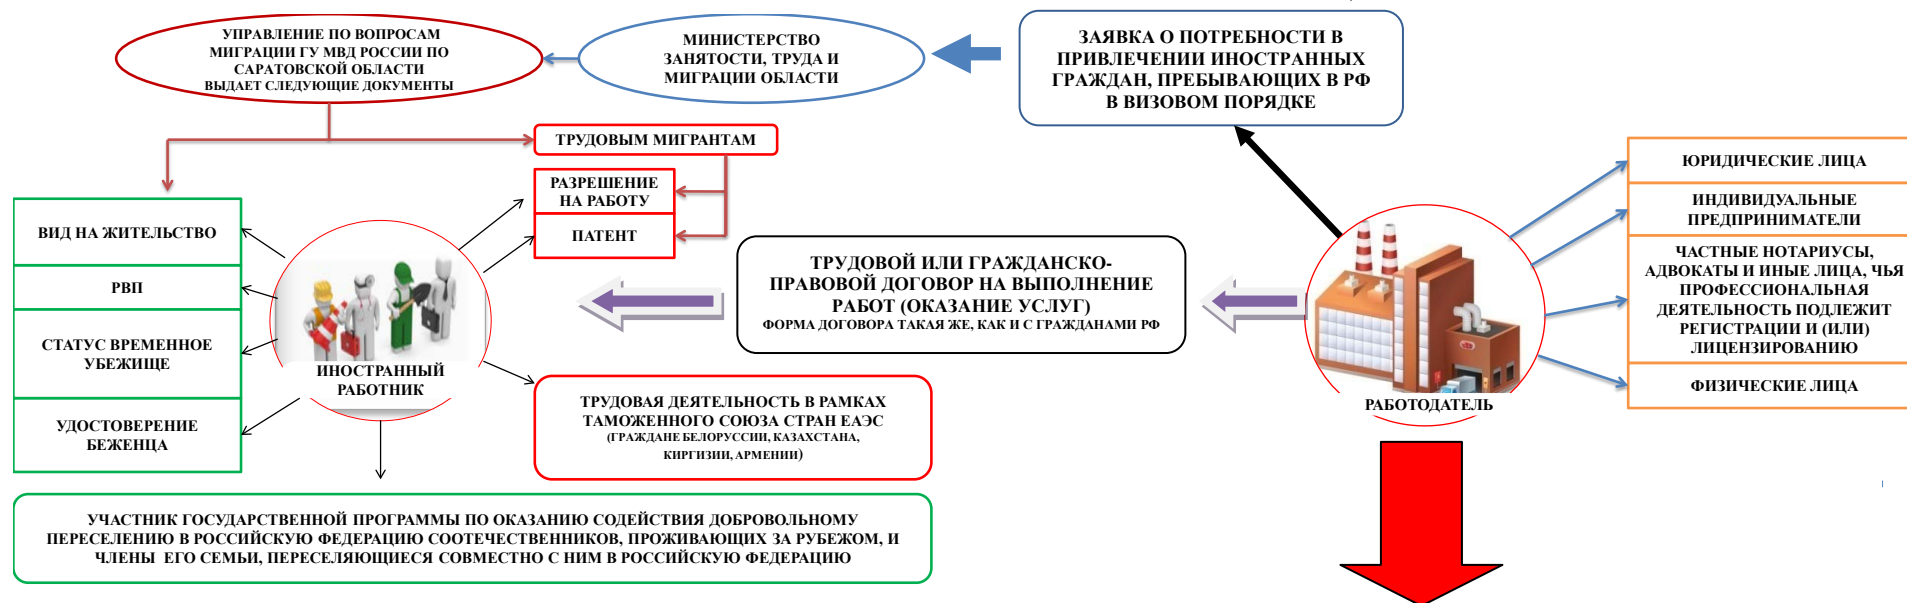 УПРАВЛЕНИЕ ПО ВОПРОСАМ
МИГРАЦИИ ГУ МВД РОССИИ ПО
САРАТОВСКОЙ ОБЛАСТИ
ВЫДАЕТ СЛЕДУЮЩИЕ ДОКУМЕНТЫ
МИНИСТЕРСТВО
ЗАНЯТОСТИ, ТРУДА И
МИГРАЦИИ ОБЛАСТИ
ЗАЯВКА О ПОТРЕБНОСТИ В
ПРИВЛЕЧЕНИИ ИНОСТРАННЫХ
ГРАЖДАН, ПРЕБЫВАЮЩИХ В РФ
В ВИЗОВОМ ПОРЯДКЕ
ТРУДОВЫМ МИГРАНТАМ
РАЗРЕШЕНИЕ
НА РАБОТУ
ПАТЕНТ
ВИД НА ЖИТЕЛЬСТВО
РВП
СТАТУС ВРЕМЕННОЕ
УБЕЖИЩЕ
УДОСТОВЕРЕНИЕ
БЕЖЕНЦА
ИНОСТРАННЫЙ
РАБОТНИК
ТРУДОВОЙ ИЛИ ГРАЖДАНСКО-
ПРАВОВОЙ ДОГОВОР НА ВЫПОЛНЕНИЕ
РАБОТ (ОКАЗАНИЕ УСЛУГ)
ФОРМА ДОГОВОРА ТАКАЯ ЖЕ, КАК И С ГРАЖДАНАМИ РФ
РАБОТОДАТЕЛЬ
ЮРИДИЧЕСКИЕ ЛИЦА
ИНДИВИДУАЛЬНЫЕ
ПРЕДПРИНИМАТЕЛИ
ЧАСТНЫЕ НОТАРИУСЫ,
АДВОКАТЫ И ИНЫЕ ЛИЦА, ЧЬЯ
ПРОФЕССИОНАЛЬНАЯ
ДЕЯТЕЛЬНОСТЬ ПОДЛЕЖИТ
РЕГИСТРАЦИИ И (ИЛИ)
ЛИЦЕНЗИРОВАНИЮ
ФИЗИЧЕСКИЕ ЛИЦА
ТРУДОВАЯ ДЕЯТЕЛЬНОСТЬ В РАМКАХ
ТАМОЖЕННОГО СОЮЗА СТРАН ЕАЭС
(ГРАЖДАНЕ БЕЛОРУССИИ, КАЗАХСТАНА,
КИРГИЗИИ, АРМЕНИИ)
УЧАСТНИК ГОСУДАРСТВЕННОЙ ПРОГРАММЫ ПО ОКАЗАНИЮ СОДЕЙСТВИЯ ДОБРОВОЛЬНОМУ
ПЕРЕСЕЛЕНИЮ В РОССИЙСКУЮ ФЕДЕРАЦИЮ СООТЕЧЕСТВЕННИКОВ, ПРОЖИВАЮЩИХ ЗА РУБЕЖОМ, И
ЧЛЕНЫ ЕГО СЕМЬИ, ПЕРЕСЕЛЯЮЩИЕСЯ СОВМЕСТНО С НИМ В РОССИЙСКУЮ ФЕДЕРАЦИЮ